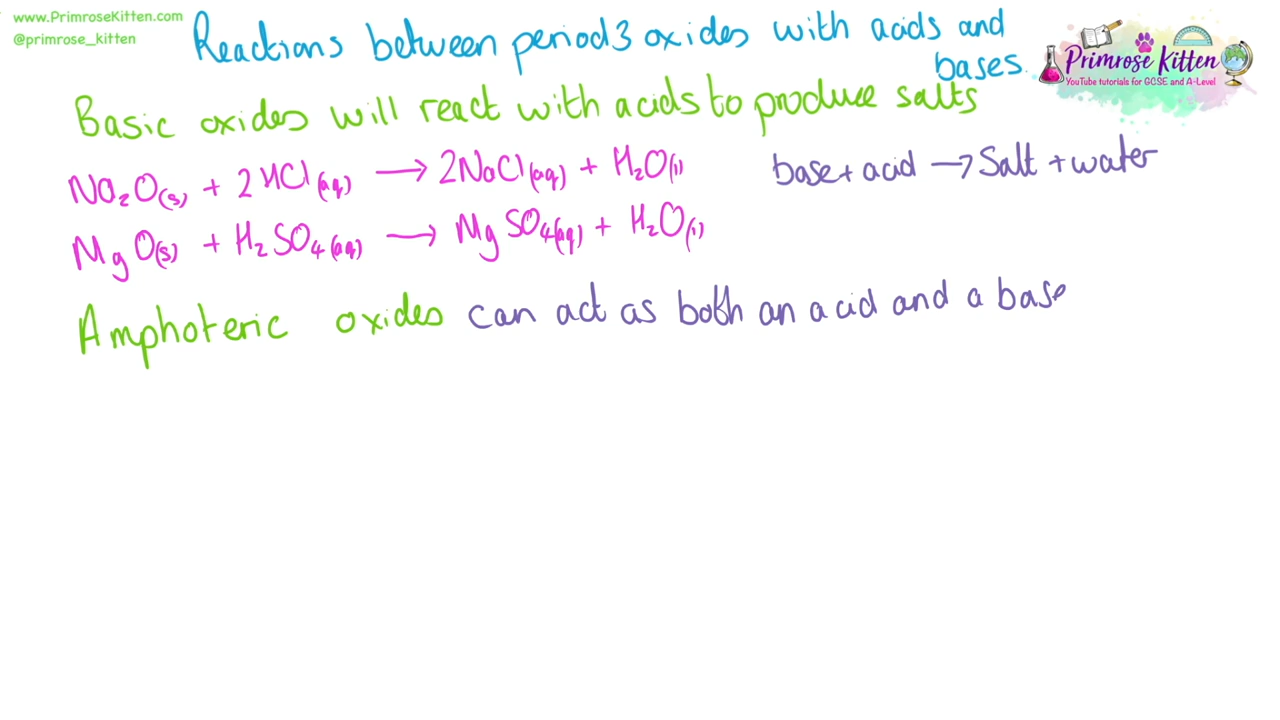 www.PrimroseKitten.com
@primrose_kitten
Reactions between period 3 oxides with acids and
bases.
Primrose Kitten
YouTube tutorials for GCSE and A-Level
Basic oxides will react with acids to produce salts
Na₂O(s) + 2HCl(aq) → 2NaCl(aq) + H₂O(l)
base + acid → Salt + water
MgO(s) + H₂SO₄(aq) → MgSO₄(aq) + H₂O(l)
Amphoteric oxides can act as both an acid and a base